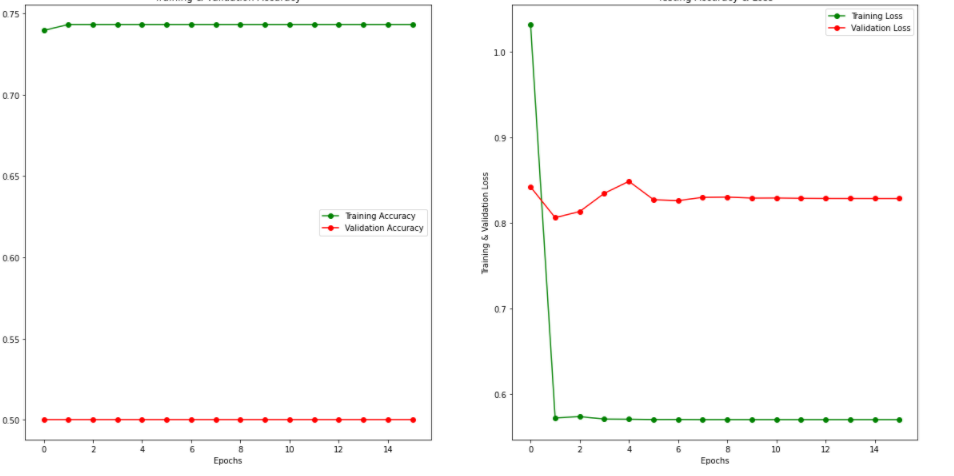 0.75
0.70
0.65
0.60
0.55
0.50
0 2 4 6 8 10 12 14
Epochs
Training Accuracy
Validation Accuracy
1.0
0.9
0.8
0.7
0.6
Training & Validation Loss
0 2 4 6 8 10 12 14
Epochs
Training Loss
Validation Loss